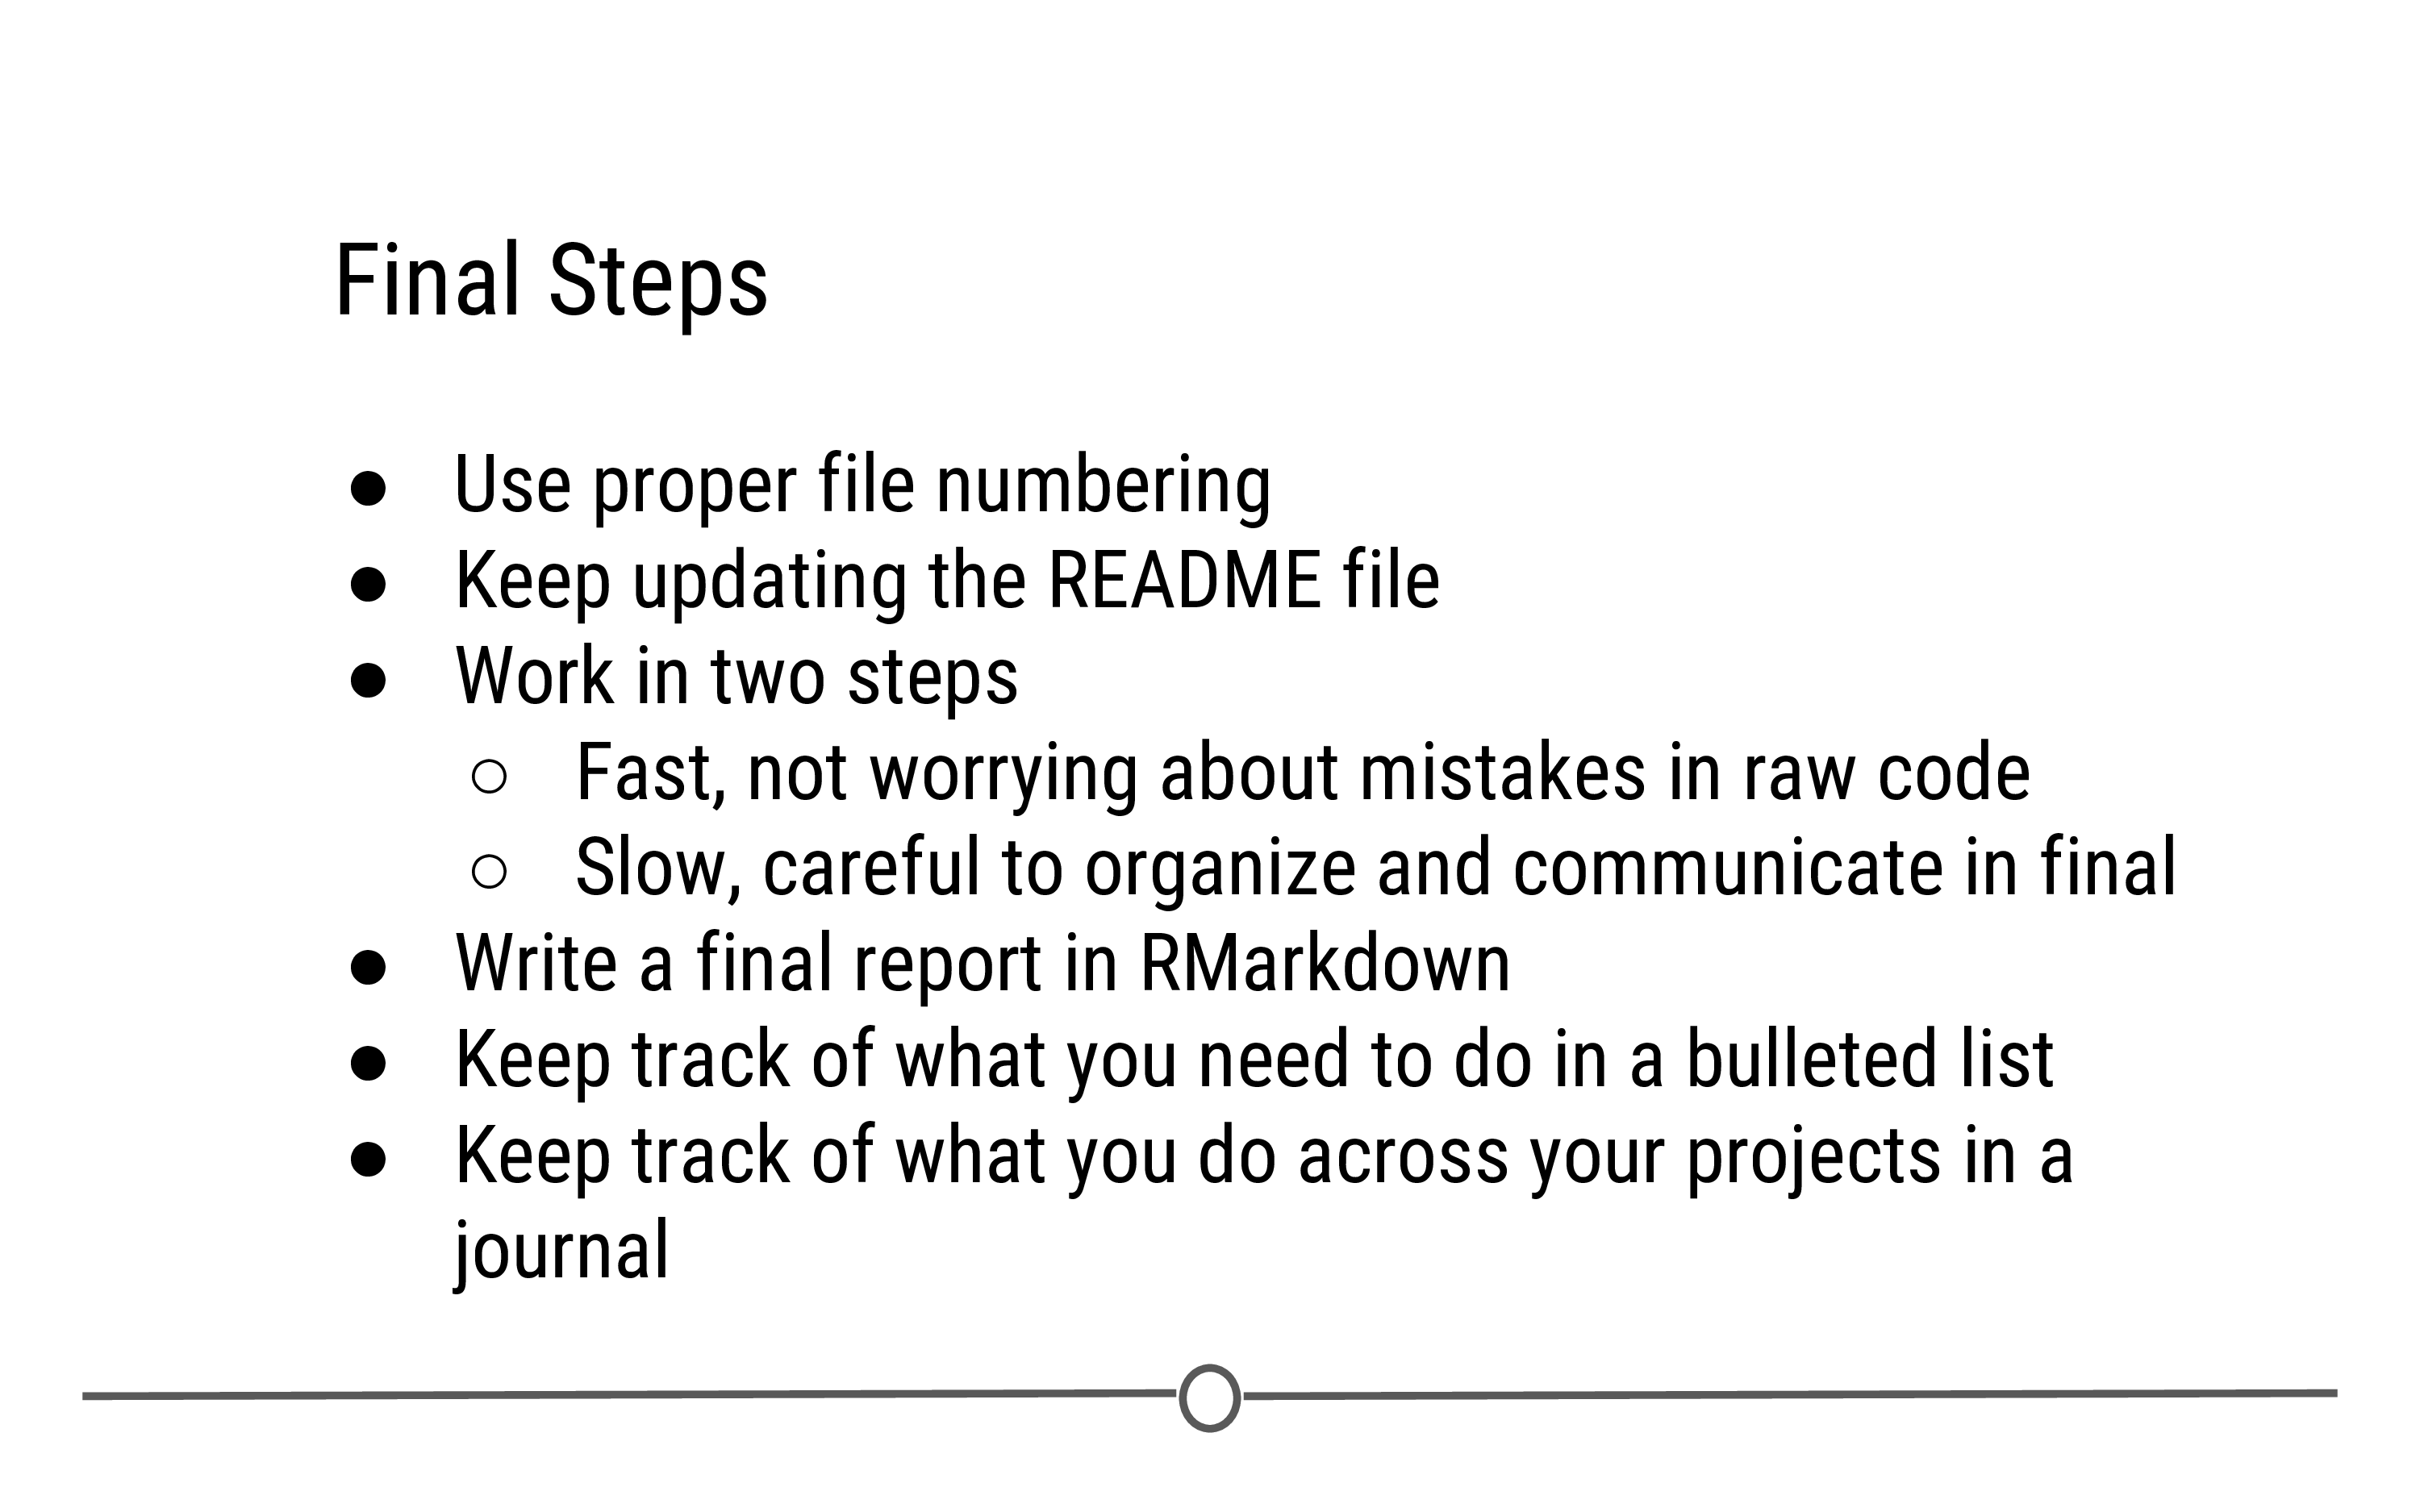 Final Steps
● Use proper file numbering
● Keep updating the README file
● Work in two steps
○ Fast, not worrying about mistakes in raw code
○ Slow, careful to organize and communicate in final
● Write a final report in RMarkdown
● Keep track of what you need to do in a bulleted list
● Keep track of what you do across your projects in a
journal